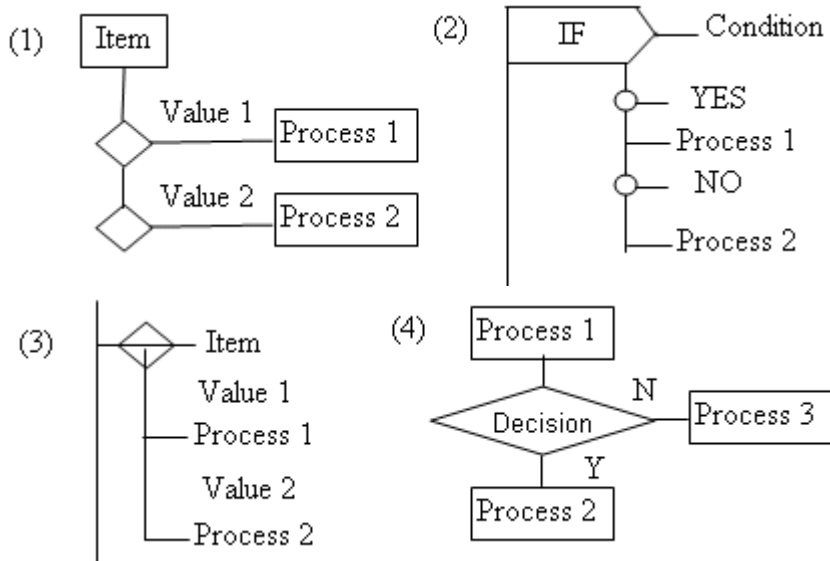 (1)
Item
Value 1
Process 1
Value 2
Process 2
(2)
IF
Condition
YES
Process 1
NO
Process 2
(3)
Item
Value 1
Process 1
Value 2
Process 2
(4)
Process 1
Decision
N
Process 3
Y
Process 2